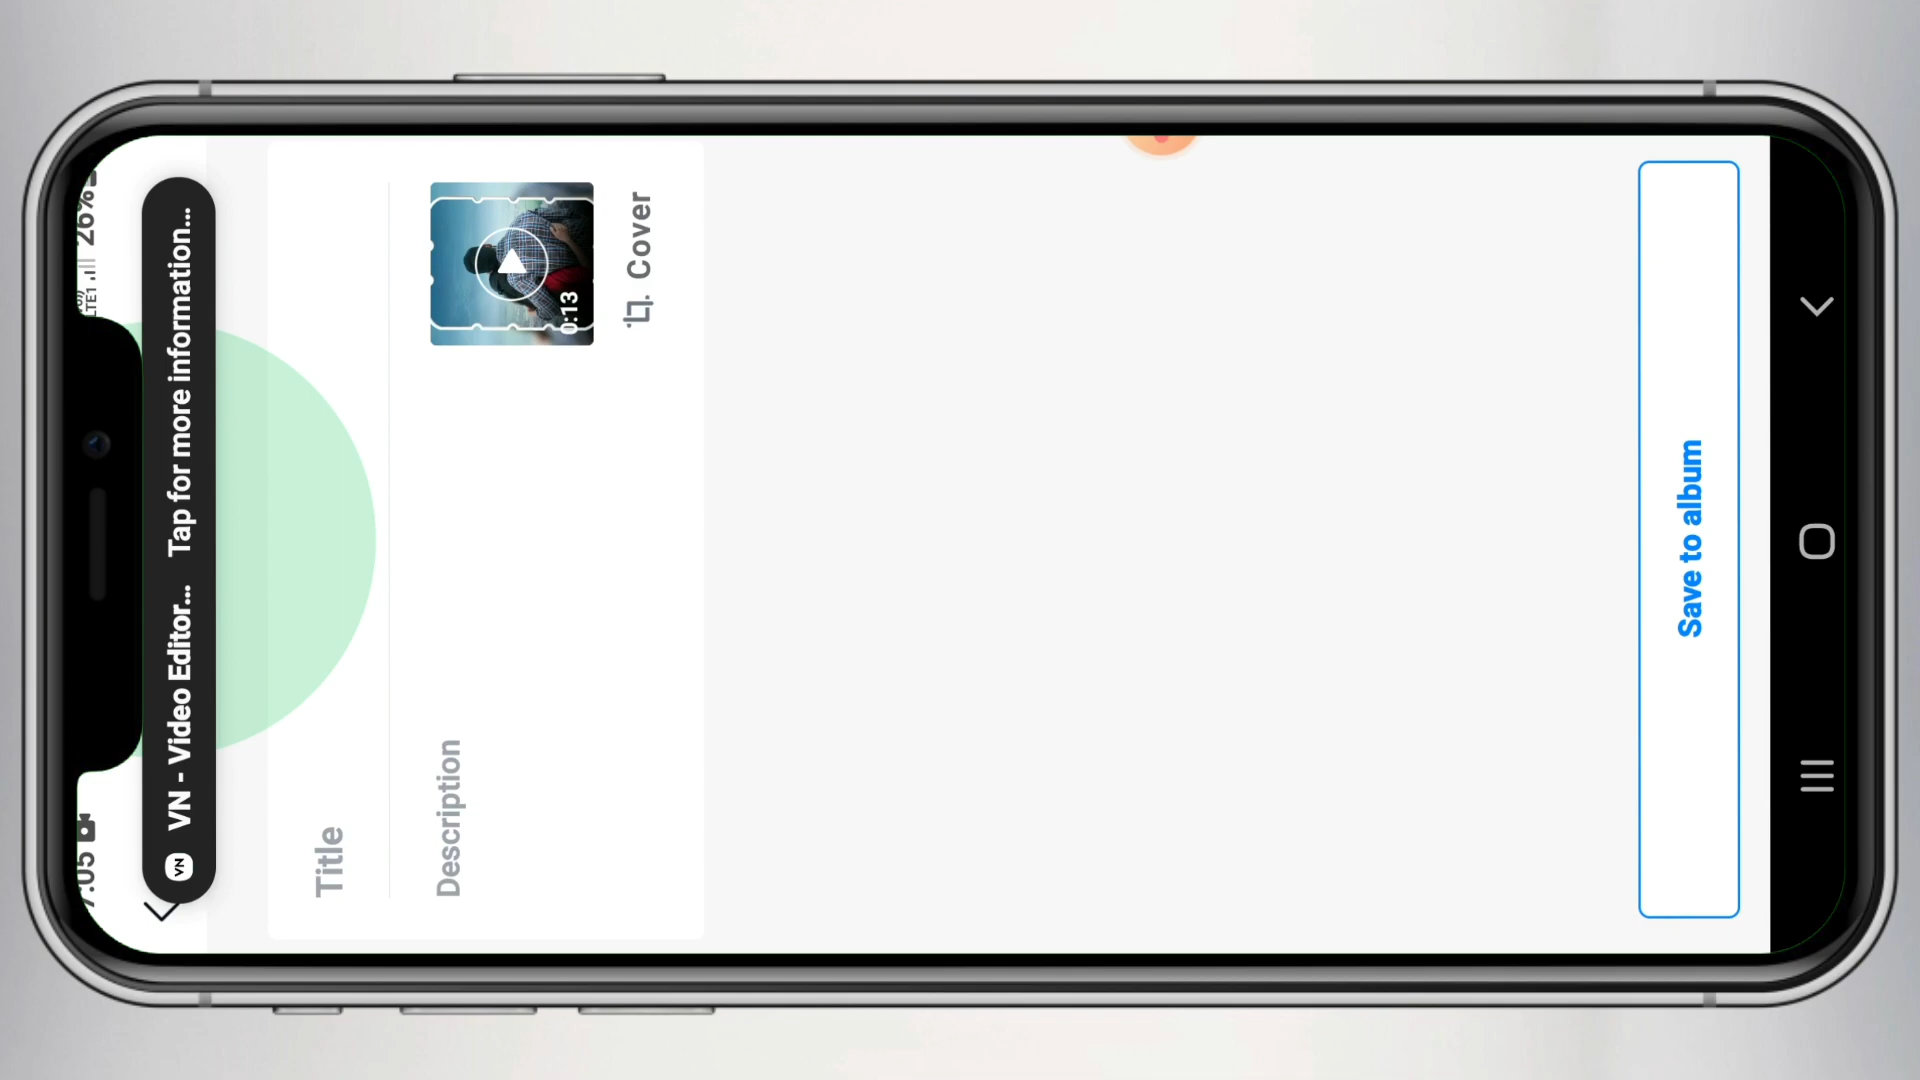 7:05
LTE1
26%
VN
VN - Video Editor... Tap for more information...
Title
Description
0:13
Cover
Save to album